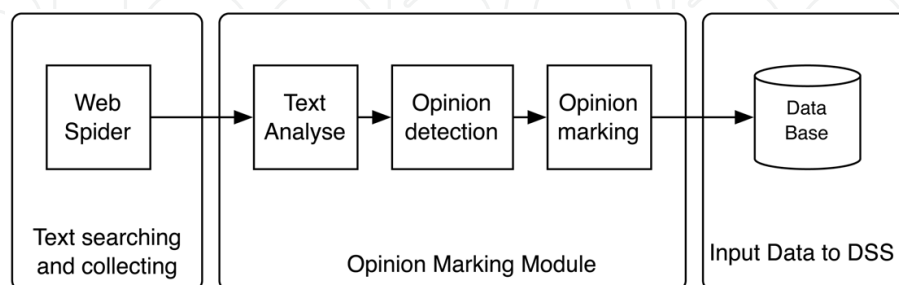 Web
Spider
Text
Analyse
Opinion
detection
Opinion
marking
Data
Base
Text searching
and collecting
Opinion Marking Module
Input Data to DSS